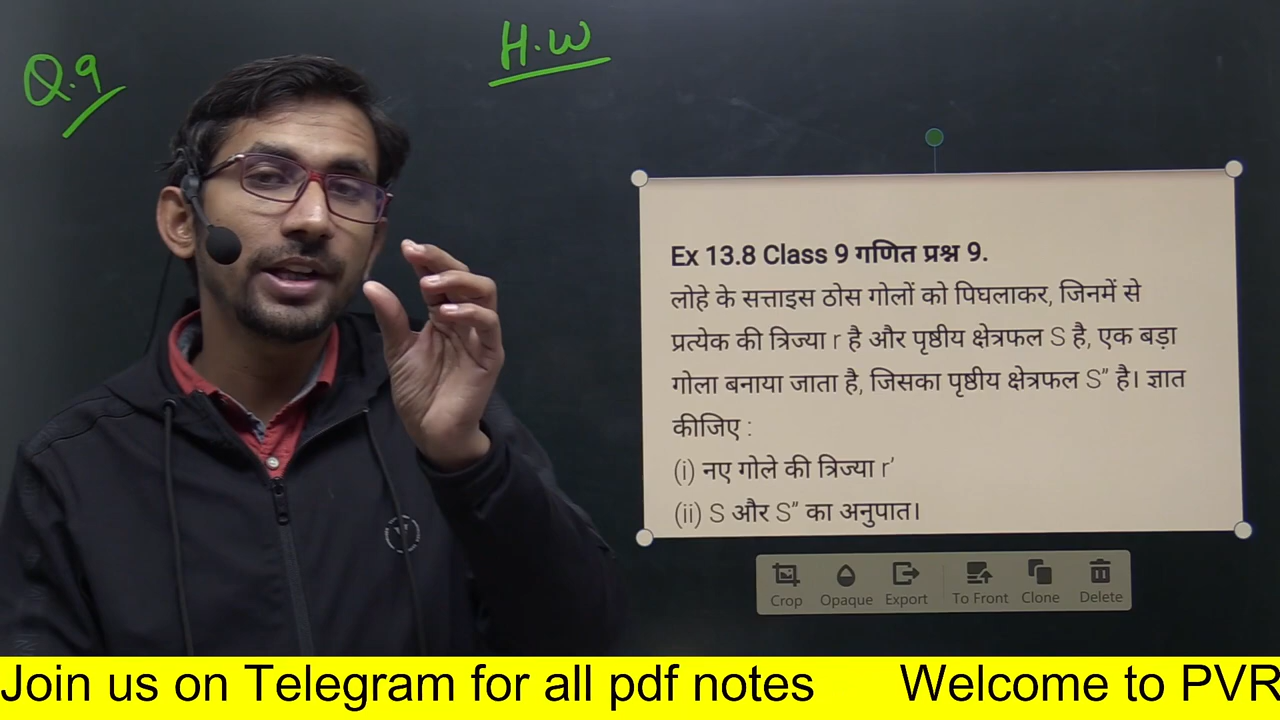 Q.9
H.W
Ex 13.8 Class 9 गणित प्रश्न 9.
लोहे के सत्ताइस ठोस गोलों को पिघलाकर, जिनमें से
प्रत्येक की त्रिज्या r है और पृष्ठीय क्षेत्रफल S है, एक बड़ा
गोला बनाया जाता है, जिसका पृष्ठीय क्षेत्रफल S” है। ज्ञात
कीजिए :
(i) नए गोले की त्रिज्या r’
(ii) S और S” का अनुपात।
Crop Opaque Export To Front Clone Delete
Join us on Telegram for all pdf notes Welcome to PVR